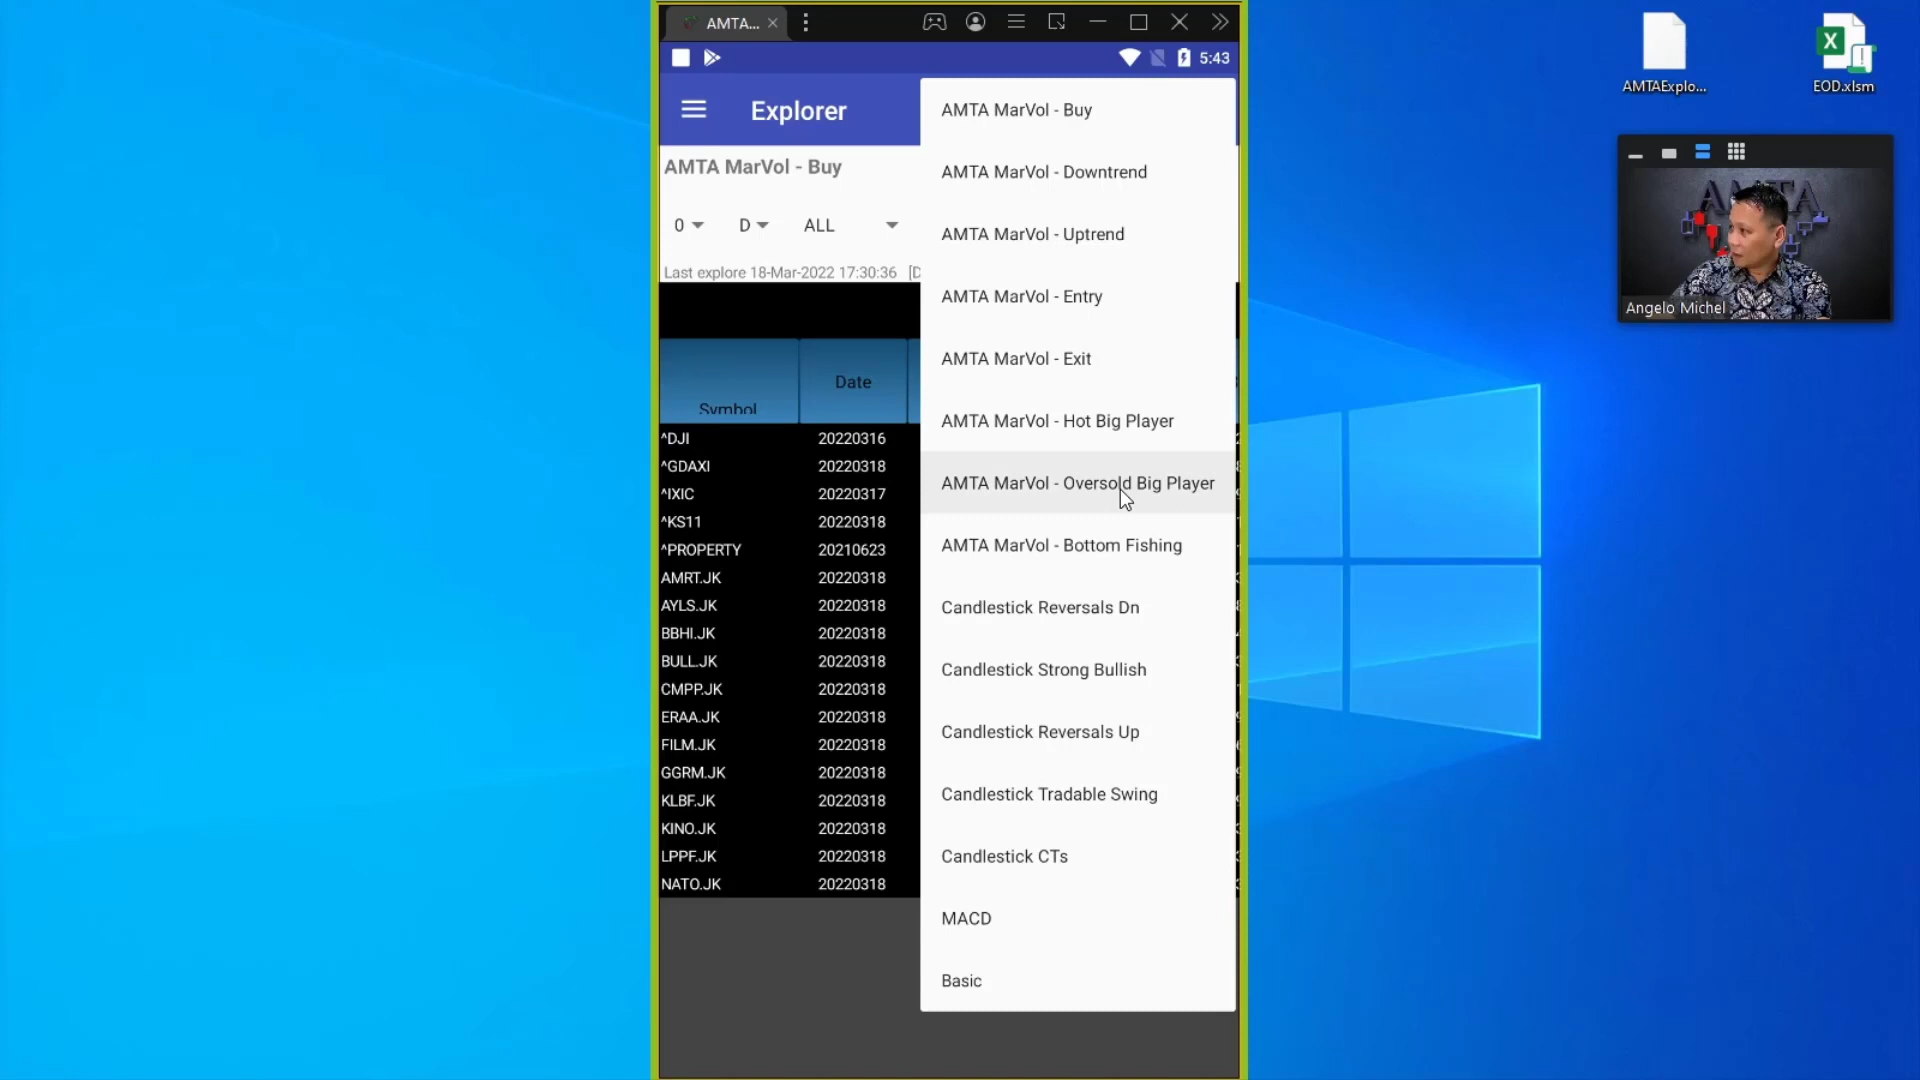 AMTA...
5:43
Explorer
AMTA MarVol - Buy
0
D
ALL
Last explore 18-Mar-2022 17:30:36 [D
Symbol
Date
^DJI 20220316
^GDAXI 20220318
^IXIC 20220317
^KS11 20220318
^PROPERTY 20210623
AMRT.JK 20220318
AYLS.JK 20220318
BBHI.JK 20220318
BULL.JK 20220318
CMPP.JK 20220318
ERAA.JK 20220318
FILM.JK 20220318
GGRM.JK 20220318
KLBF.JK 20220318
KINO.JK 20220318
LPPF.JK 20220318
NATO.JK 20220318
AMTA MarVol - Buy
AMTA MarVol - Downtrend
AMTA MarVol - Uptrend
AMTA MarVol - Entry
AMTA MarVol - Exit
AMTA MarVol - Hot Big Player
AMTA MarVol - Oversold Big Player
AMTA MarVol - Bottom Fishing
Candlestick Reversals Dn
Candlestick Strong Bullish
Candlestick Reversals Up
Candlestick Tradable Swing
Candlestick CTs
MACD
Basic
AMTAExplo...
EOD.xlsm
AMTA
Angelo Michel